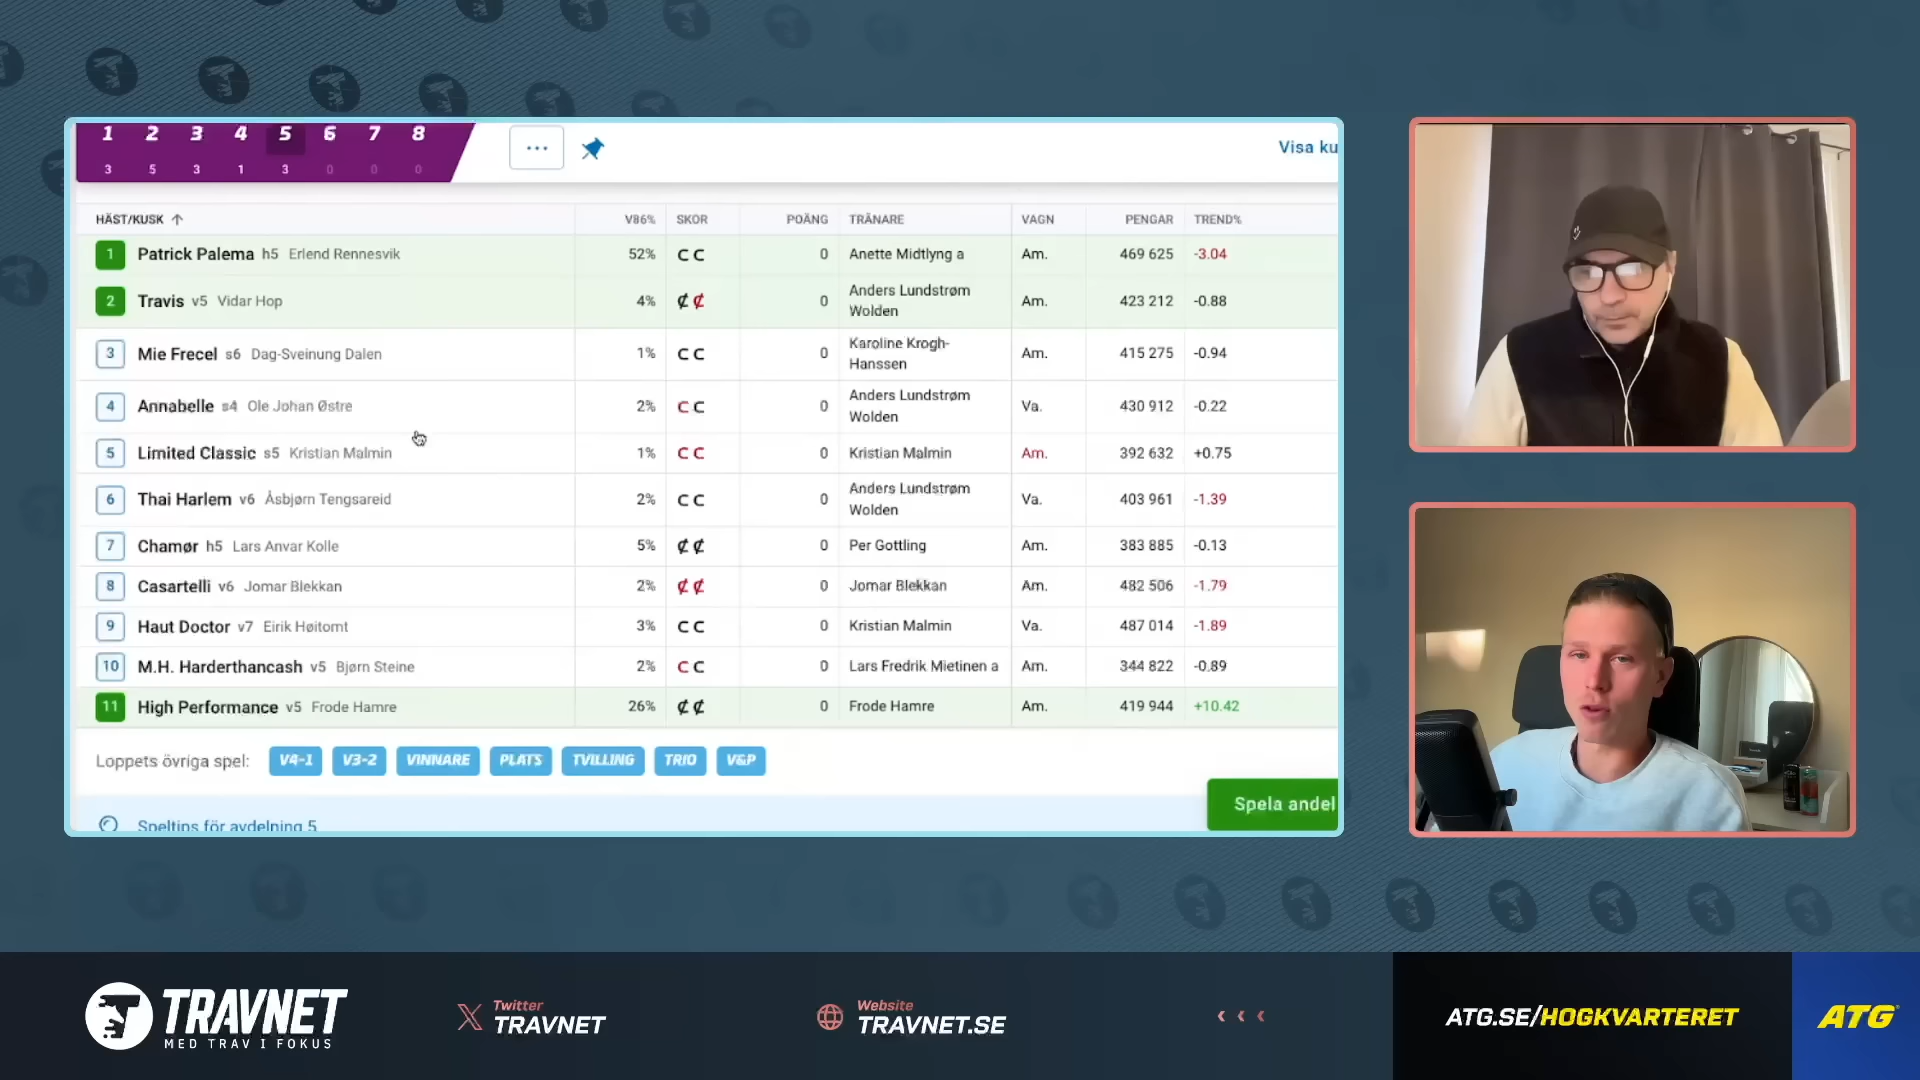 1 2 3 4 5 6 7 8
3 5 3 1 3 0 0 0
Visa ku
HÄST/KUSK V86% SKOR POÄNG TRÄNARE VAGN PENGAR TREND%
1 Patrick Palema h5 Erlend Rennesvik 52% C C 0 Anette Midtlyng a Am. 469 625 -3.04
2 Travis v5 Vidar Hop 4% ₵ ₵ 0 Anders Lundstrøm Wolden Am. 423 212 -0.88
3 Mie Frecel s6 Dag-Sveinung Dalen 1% C C 0 Karoline Krogh-Hanssen Am. 415 275 -0.94
4 Annabelle s4 Ole Johan Østre 2% C C 0 Anders Lundstrøm Wolden Va. 430 912 -0.22
5 Limited Classic s5 Kristian Malmin 1% C C 0 Kristian Malmin Am. 392 632 +0.75
6 Thai Harlem v6 Åsbjørn Tengsareid 2% C C 0 Anders Lundstrøm Wolden Va. 403 961 -1.39
7 Chamør h5 Lars Anvar Kolle 5% ₵ ₵ 0 Per Gottling Am. 383 885 -0.13
8 Casartelli v6 Jomar Blekkan 2% ₵ ₵ 0 Jomar Blekkan Am. 482 506 -1.79
9 Haut Doctor v7 Eirik Høitomt 3% C C 0 Kristian Malmin Va. 487 014 -1.89
10 M.H. Harderthancash v5 Bjørn Steine 2% C C 0 Lars Fredrik Mietinen a Am. 344 822 -0.89
11 High Performance v5 Frode Hamre 26% ₵ ₵ 0 Frode Hamre Am. 419 944 +10.42
Loppets övriga spel: V4-1 V3-2 VINNARE PLATS TVILLING TRIO V&P
Spela andel
Speltips för avdelning 5
TRAVNET
MED TRAV I FOKUS
Twitter
TRAVNET
Website
TRAVNET.SE
ATG.SE/HOGKVARTERET
ATG